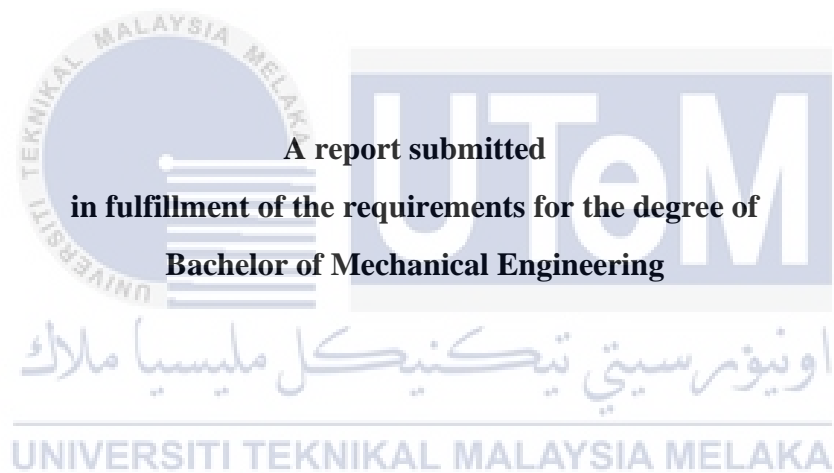 UNIVERSITI TEKNIKAL MALAYSIA MELAKA
UTeM
A report submitted
in fulfillment of the requirements for the degree of
Bachelor of Mechanical Engineering
اونيۏرسيتي تيكنيكل مليسيا ملاك
UNIVERSITI TEKNIKAL MALAYSIA MELAKA